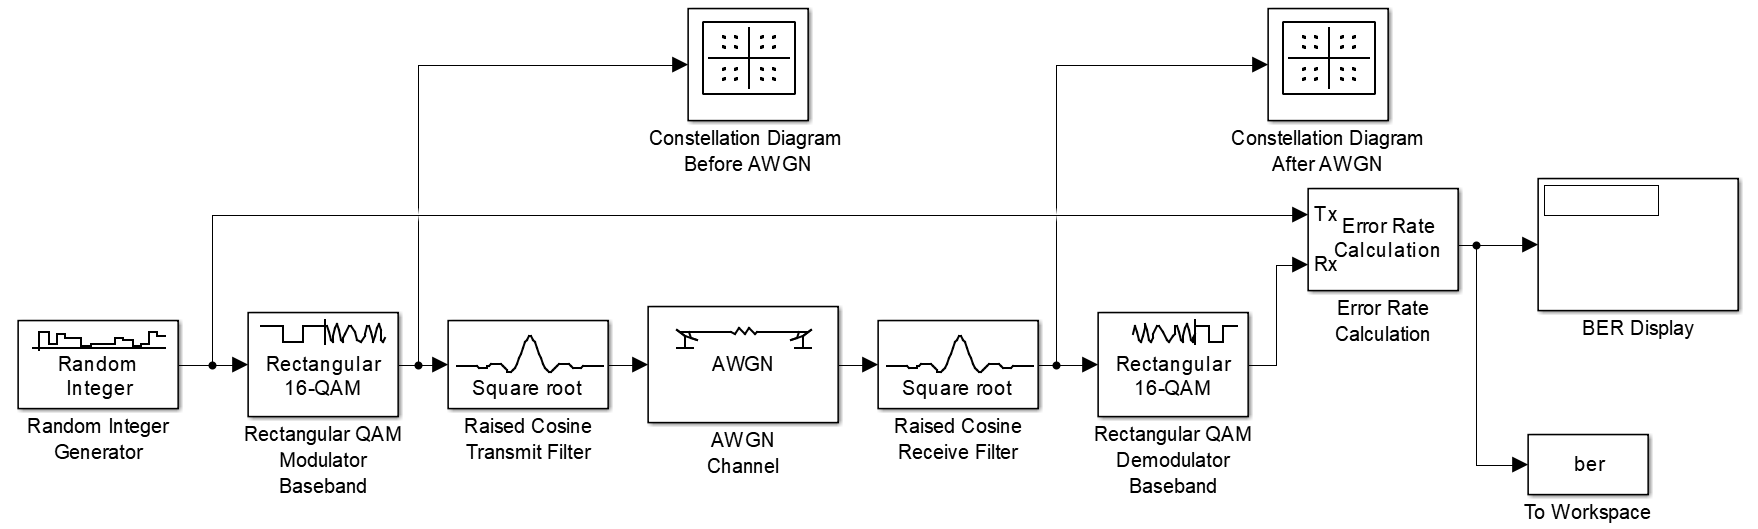 Constellation Diagram
Before AWGN
Constellation Diagram
After AWGN
Tx
Error Rate
Calculation
Rx
Error Rate
Calculation
BER Display
Random
Integer
Random Integer
Generator
Rectangular
16-QAM
Rectangular QAM
Modulator
Baseband
Square root
Raised Cosine
Transmit Filter
AWGN
AWGN
Channel
Square root
Raised Cosine
Receive Filter
Rectangular
16-QAM
Rectangular QAM
Demodulator
Baseband
ber
To Workspace